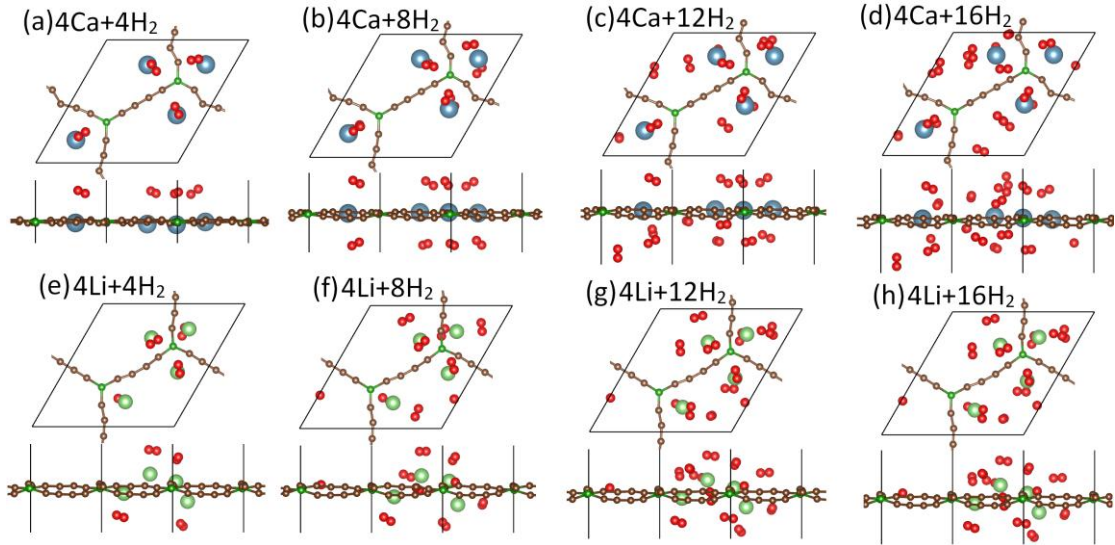 (a) 4Ca+4H₂
(b) 4Ca+8H₂
(c) 4Ca+12H₂
(d) 4Ca+16H₂
(e) 4Li+4H₂
(f) 4Li+8H₂
(g) 4Li+12H₂
(h) 4Li+16H₂